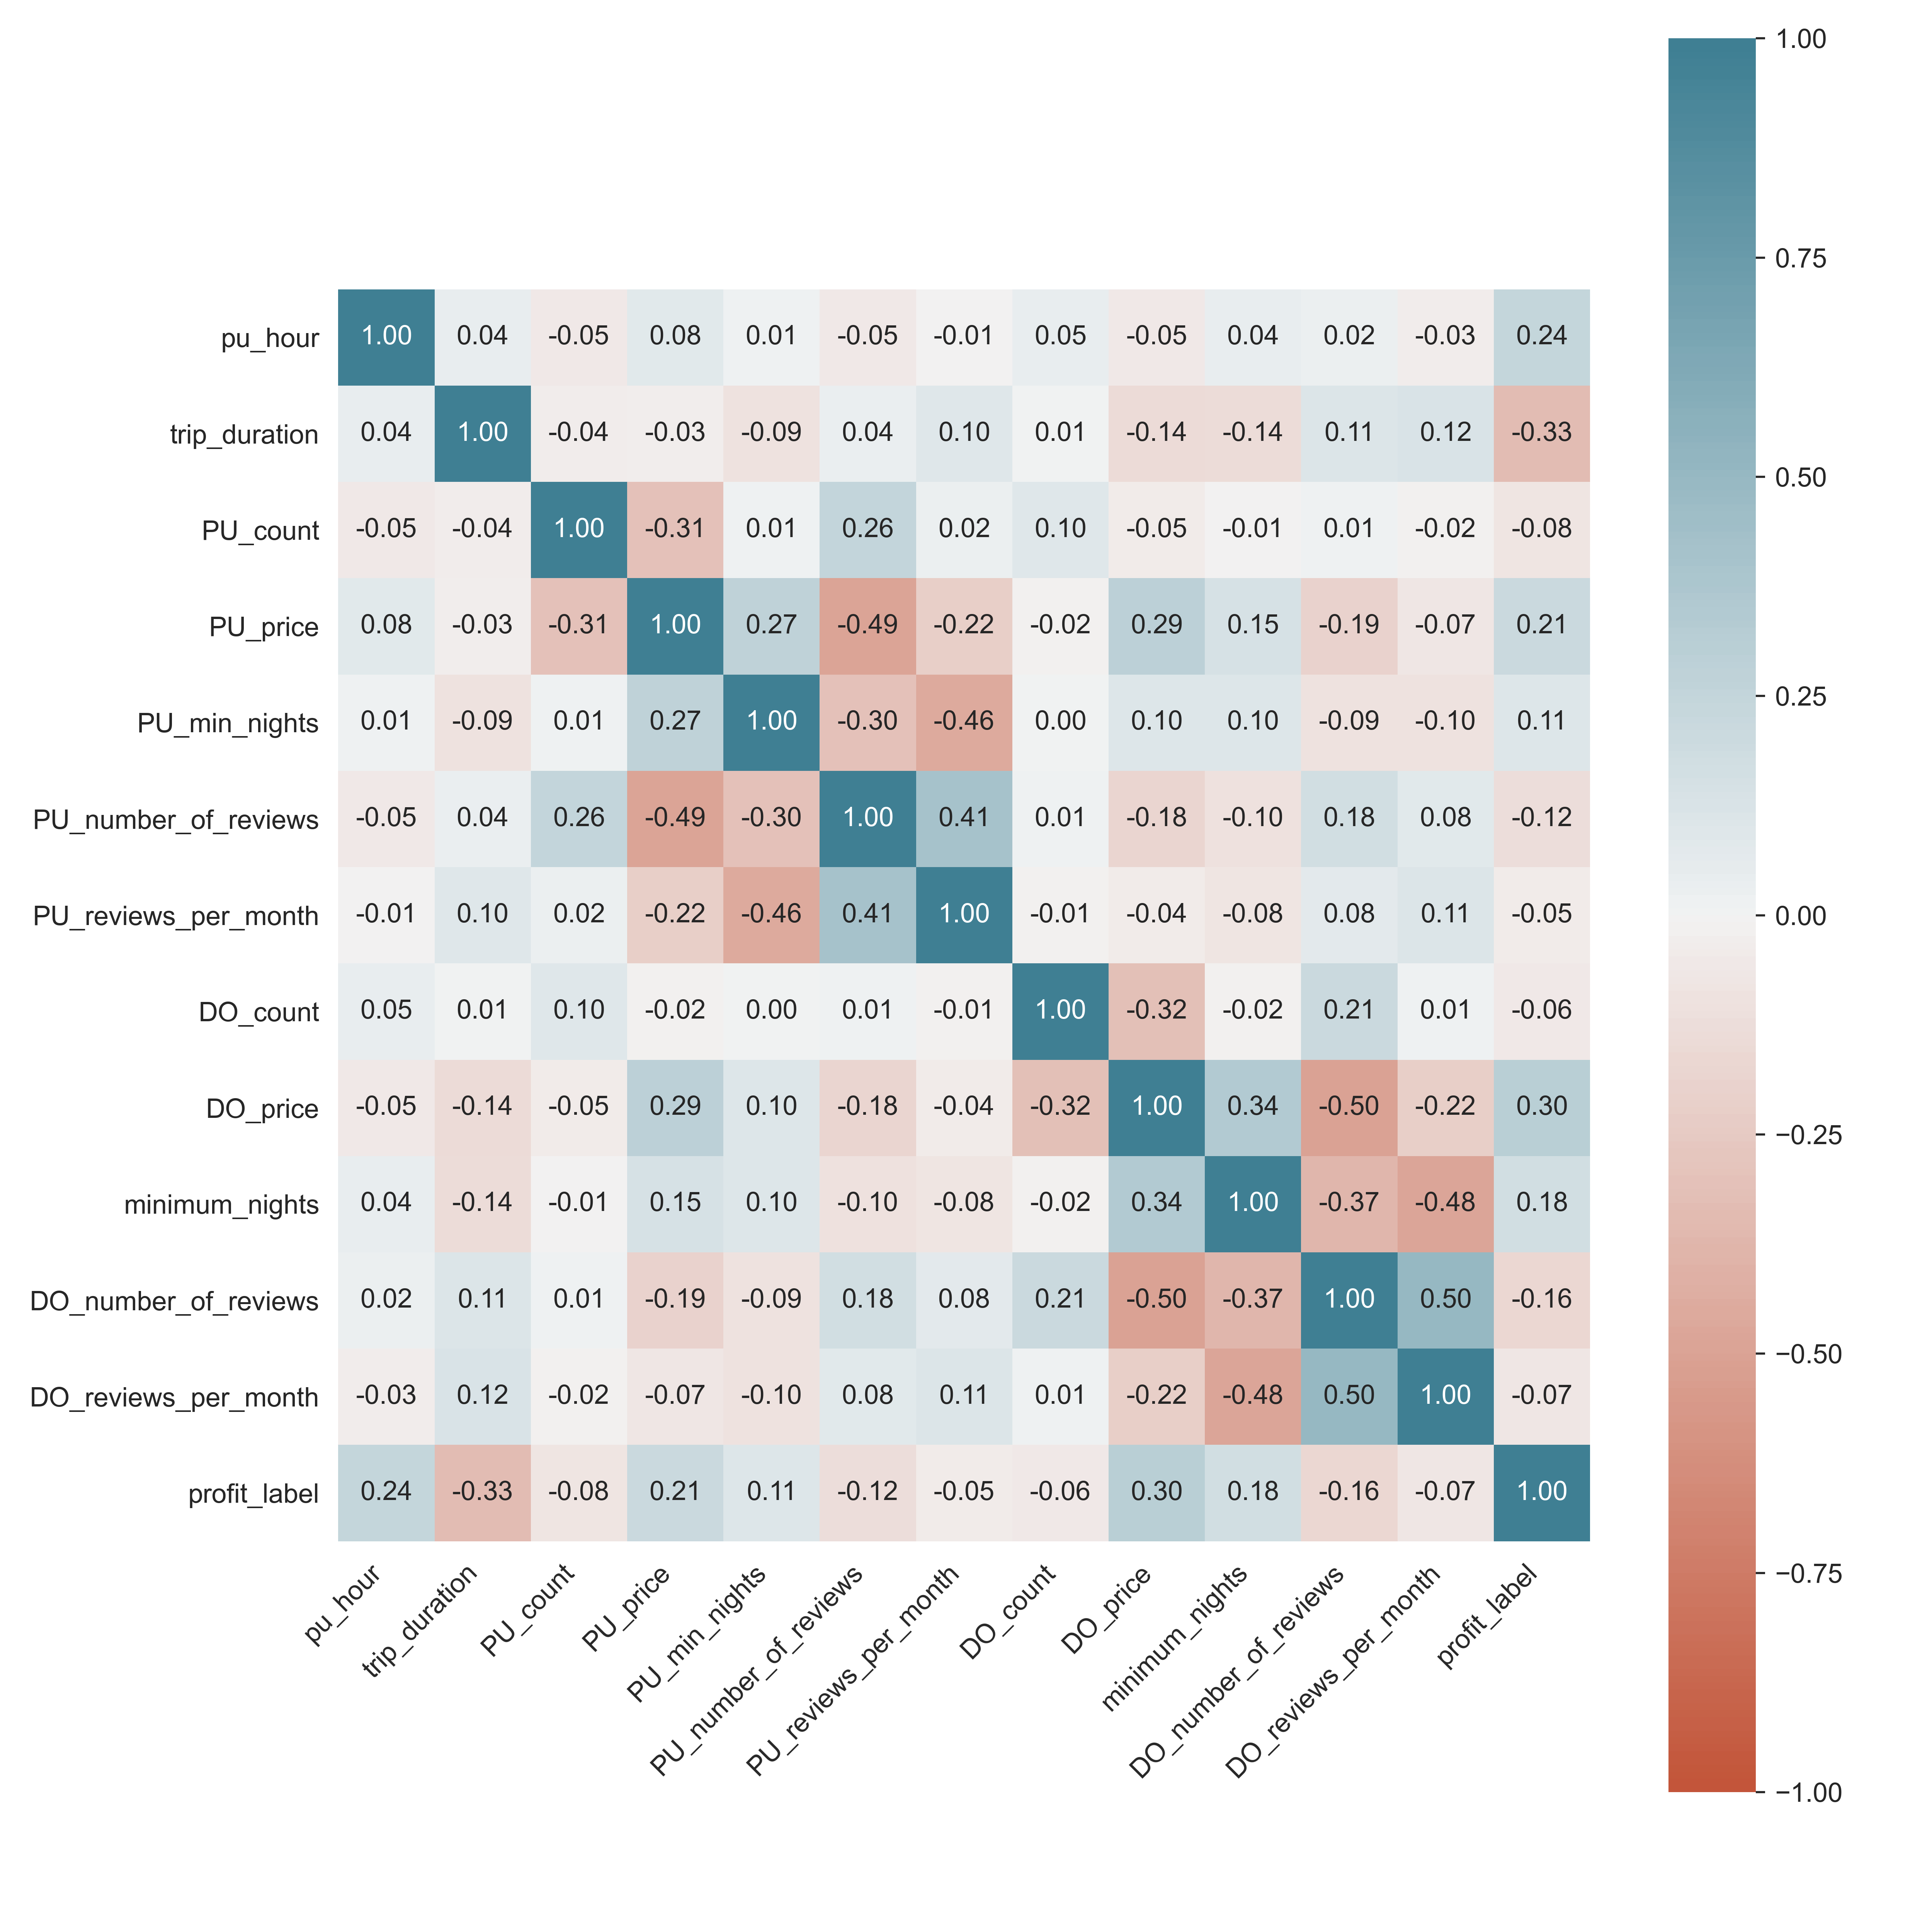 1.00
0.75
0.50
0.25
0.00
−0.25
−0.50
−0.75
−1.00
pu_hour 1.00 0.04 -0.05 0.08 0.01 -0.05 -0.01 0.05 -0.05 0.04 0.02 -0.03 0.24
trip_duration 0.04 1.00 -0.04 -0.03 -0.09 0.04 0.10 0.01 -0.14 -0.14 0.11 0.12 -0.33
PU_count -0.05 -0.04 1.00 -0.31 0.01 0.26 0.02 0.10 -0.05 -0.01 0.01 -0.02 -0.08
PU_price 0.08 -0.03 -0.31 1.00 0.27 -0.49 -0.22 -0.02 0.29 0.15 -0.19 -0.07 0.21
PU_min_nights 0.01 -0.09 0.01 0.27 1.00 -0.30 -0.46 0.00 0.10 0.10 -0.09 -0.10 0.11
PU_number_of_reviews -0.05 0.04 0.26 -0.49 -0.30 1.00 0.41 0.01 -0.18 -0.10 0.18 0.08 -0.12
PU_reviews_per_month -0.01 0.10 0.02 -0.22 -0.46 0.41 1.00 -0.01 -0.04 -0.08 0.08 0.11 -0.05
DO_count 0.05 0.01 0.10 -0.02 0.00 0.01 -0.01 1.00 -0.32 -0.02 0.21 0.01 -0.06
DO_price -0.05 -0.14 -0.05 0.29 0.10 -0.18 -0.04 -0.32 1.00 0.34 -0.50 -0.22 0.30
minimum_nights 0.04 -0.14 -0.01 0.15 0.10 -0.10 -0.08 -0.02 0.34 1.00 -0.37 -0.48 0.18
DO_number_of_reviews 0.02 0.11 0.01 -0.19 -0.09 0.18 0.08 0.21 -0.50 -0.37 1.00 0.50 -0.16
DO_reviews_per_month -0.03 0.12 -0.02 -0.07 -0.10 0.08 0.11 0.01 -0.22 -0.48 0.50 1.00 -0.07
profit_label 0.24 -0.33 -0.08 0.21 0.11 -0.12 -0.05 -0.06 0.30 0.18 -0.16 -0.07 1.00
pu_hour
trip_duration
PU_count
PU_price
PU_min_nights
PU_number_of_reviews
PU_reviews_per_month
DO_count
DO_price
minimum_nights
DO_number_of_reviews
DO_reviews_per_month
profit_label